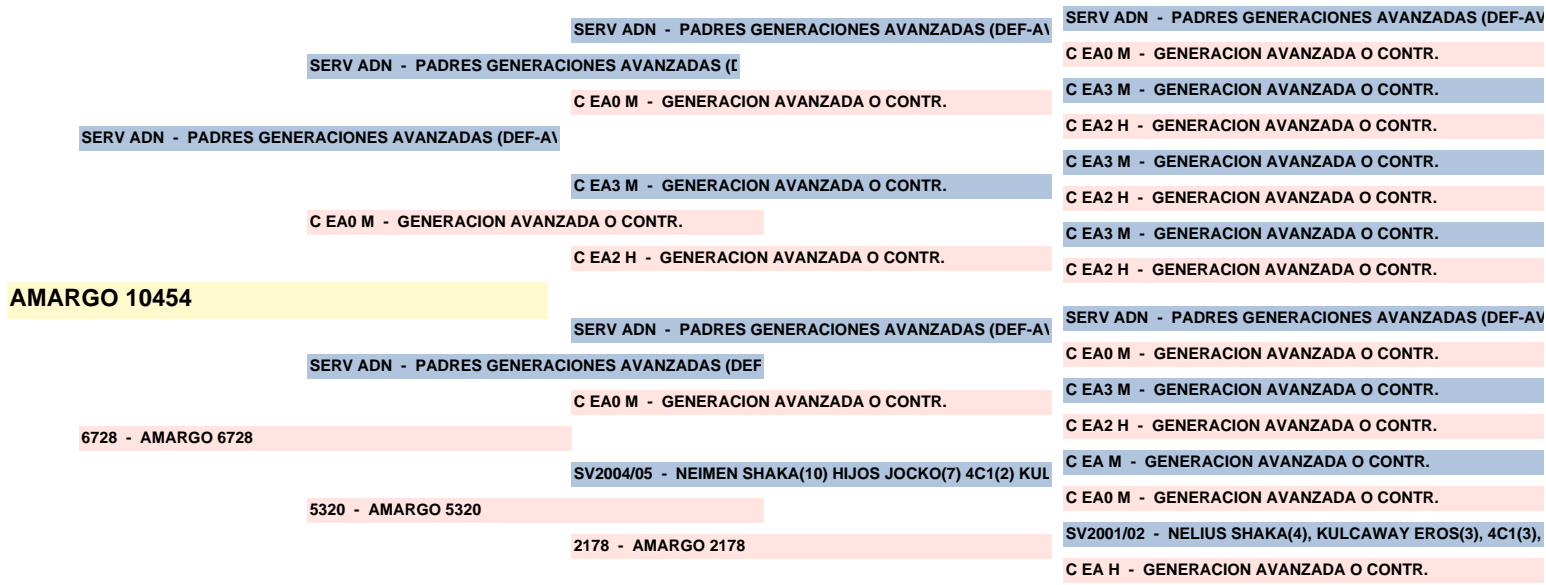 SERV ADN - PADRES GENERACIONES AVANZADAS (DEF-AV
SERV ADN - PADRES GENERACIONES AVANZADAS (DEF-AV
C EA0 M - GENERACION AVANZADA O CONTR.
SERV ADN - PADRES GENERACIONES AVANZADAS (D
C EA3 M - GENERACION AVANZADA O CONTR.
C EA0 M - GENERACION AVANZADA O CONTR.
C EA2 H - GENERACION AVANZADA O CONTR.
SERV ADN - PADRES GENERACIONES AVANZADAS (DEF-AV
C EA3 M - GENERACION AVANZADA O CONTR.
C EA3 M - GENERACION AVANZADA O CONTR.
C EA2 H - GENERACION AVANZADA O CONTR.
C EA0 M - GENERACION AVANZADA O CONTR.
C EA3 M - GENERACION AVANZADA O CONTR.
C EA2 H - GENERACION AVANZADA O CONTR.
C EA2 H - GENERACION AVANZADA O CONTR.
AMARGO 10454
SERV ADN - PADRES GENERACIONES AVANZADAS (DEF-AV
SERV ADN - PADRES GENERACIONES AVANZADAS (DEF-AV
C EA0 M - GENERACION AVANZADA O CONTR.
SERV ADN - PADRES GENERACIONES AVANZADAS (DEF
C EA3 M - GENERACION AVANZADA O CONTR.
C EA0 M - GENERACION AVANZADA O CONTR.
C EA2 H - GENERACION AVANZADA O CONTR.
6728 - AMARGO 6728
C EA M - GENERACION AVANZADA O CONTR.
SV2004/05 - NEIMEN SHAKA(10) HIJOS JOCKO(7) 4C1(2) KUL
C EA0 M - GENERACION AVANZADA O CONTR.
5320 - AMARGO 5320
SV2001/02 - NELIUS SHAKA(4), KULCAWAY EROS(3), 4C1(3),
2178 - AMARGO 2178
C EA H - GENERACION AVANZADA O CONTR.